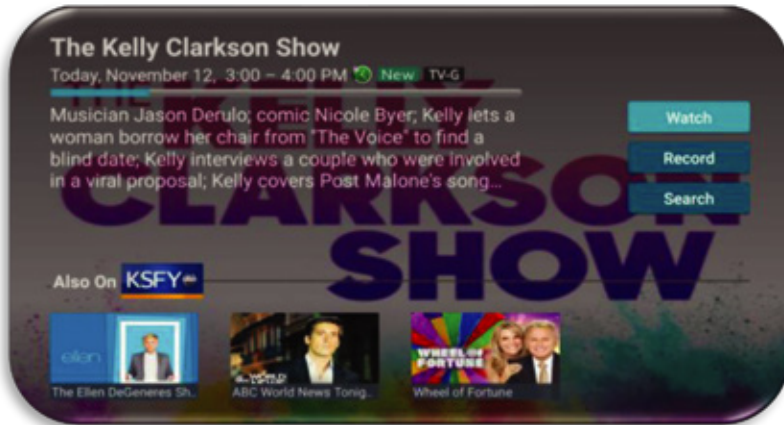 The Kelly Clarkson Show
Today, November 12, 3:00 – 4:00 PM New TV-G
Musician Jason Derulo; comic Nicole Byer; Kelly lets a
woman borrow her chair from "The Voice" to find a
blind date; Kelly interviews a couple who were involved
in a viral proposal; Kelly covers Post Malone's song...
Watch
Record
Search
THE
KELLY
CLARKSON
SHOW
Also On KSFY
ellen
WORLD
WHEEL OF
FORTUNE
The Ellen DeGeneres Sh..
ABC World News Tonig..
Wheel of Fortune